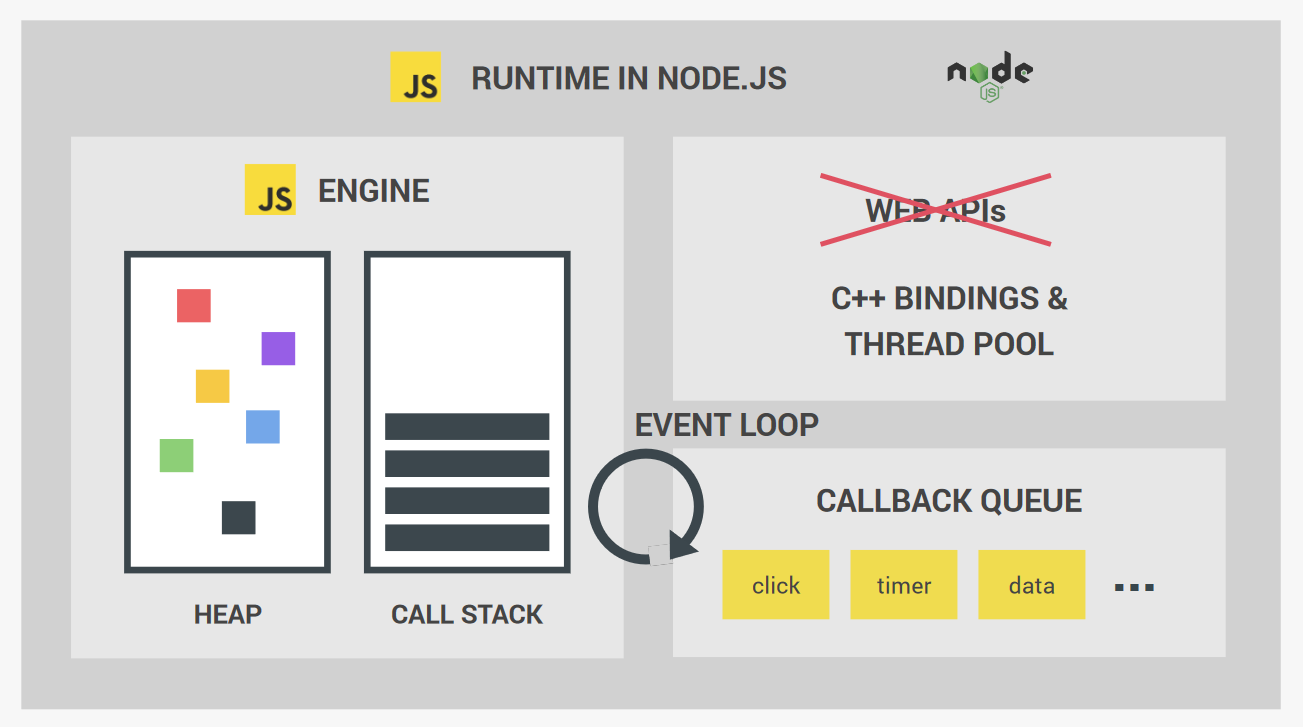 JS RUNTIME IN NODE.JS
node
JS
JS ENGINE
HEAP
CALL STACK
WEB APIs
C++ BINDINGS &
THREAD POOL
EVENT LOOP
CALLBACK QUEUE
click timer data ...